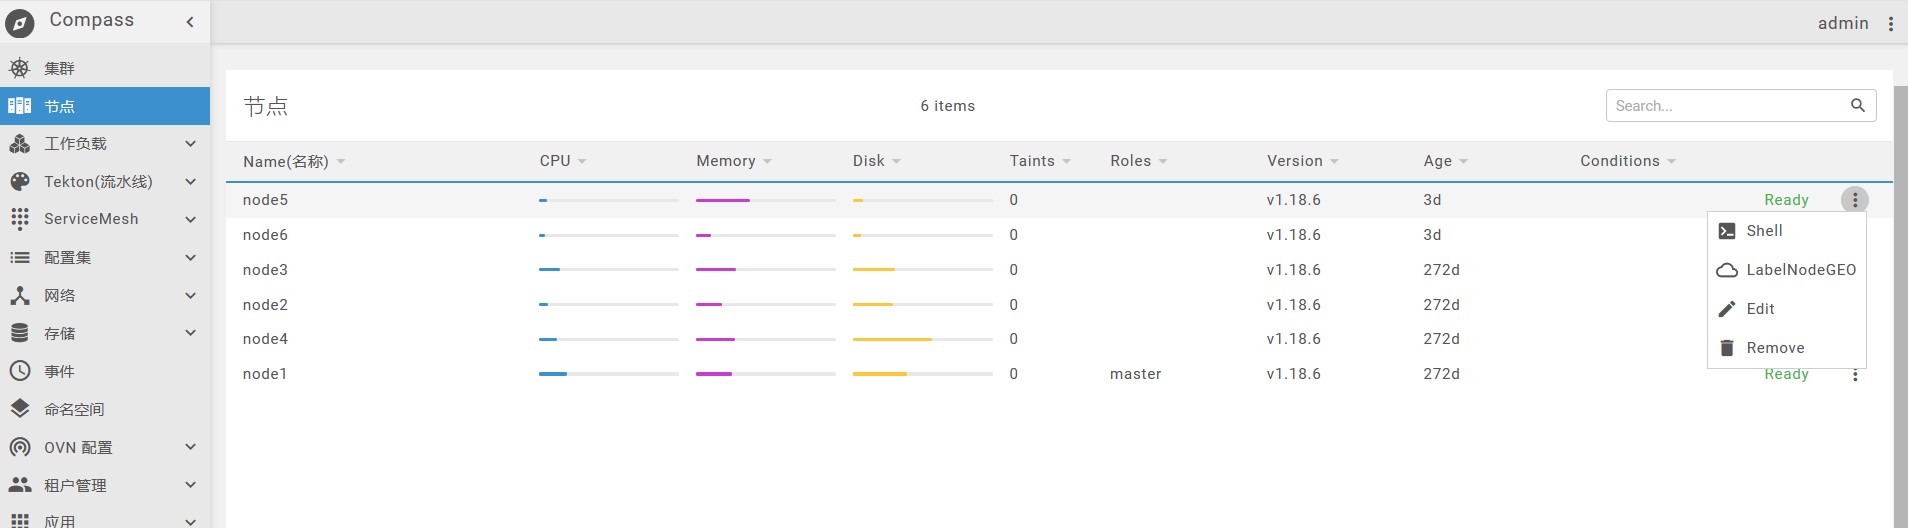 Compass
admin
集群
节点
工作负载
Tekton(流水线)
ServiceMesh
配置集
网络
存储
事件
命名空间
OVN 配置
租户管理
应用
节点
6 items
Search...
Name(名称) CPU Memory Disk Taints Roles Version Age Conditions
node5 0 v1.18.6 3d Ready
node6 0 v1.18.6 3d
node3 0 v1.18.6 272d
node2 0 v1.18.6 272d
node4 0 v1.18.6 272d
node1 0 master v1.18.6 272d Ready
Shell
LabelNodeGEO
Edit
Remove